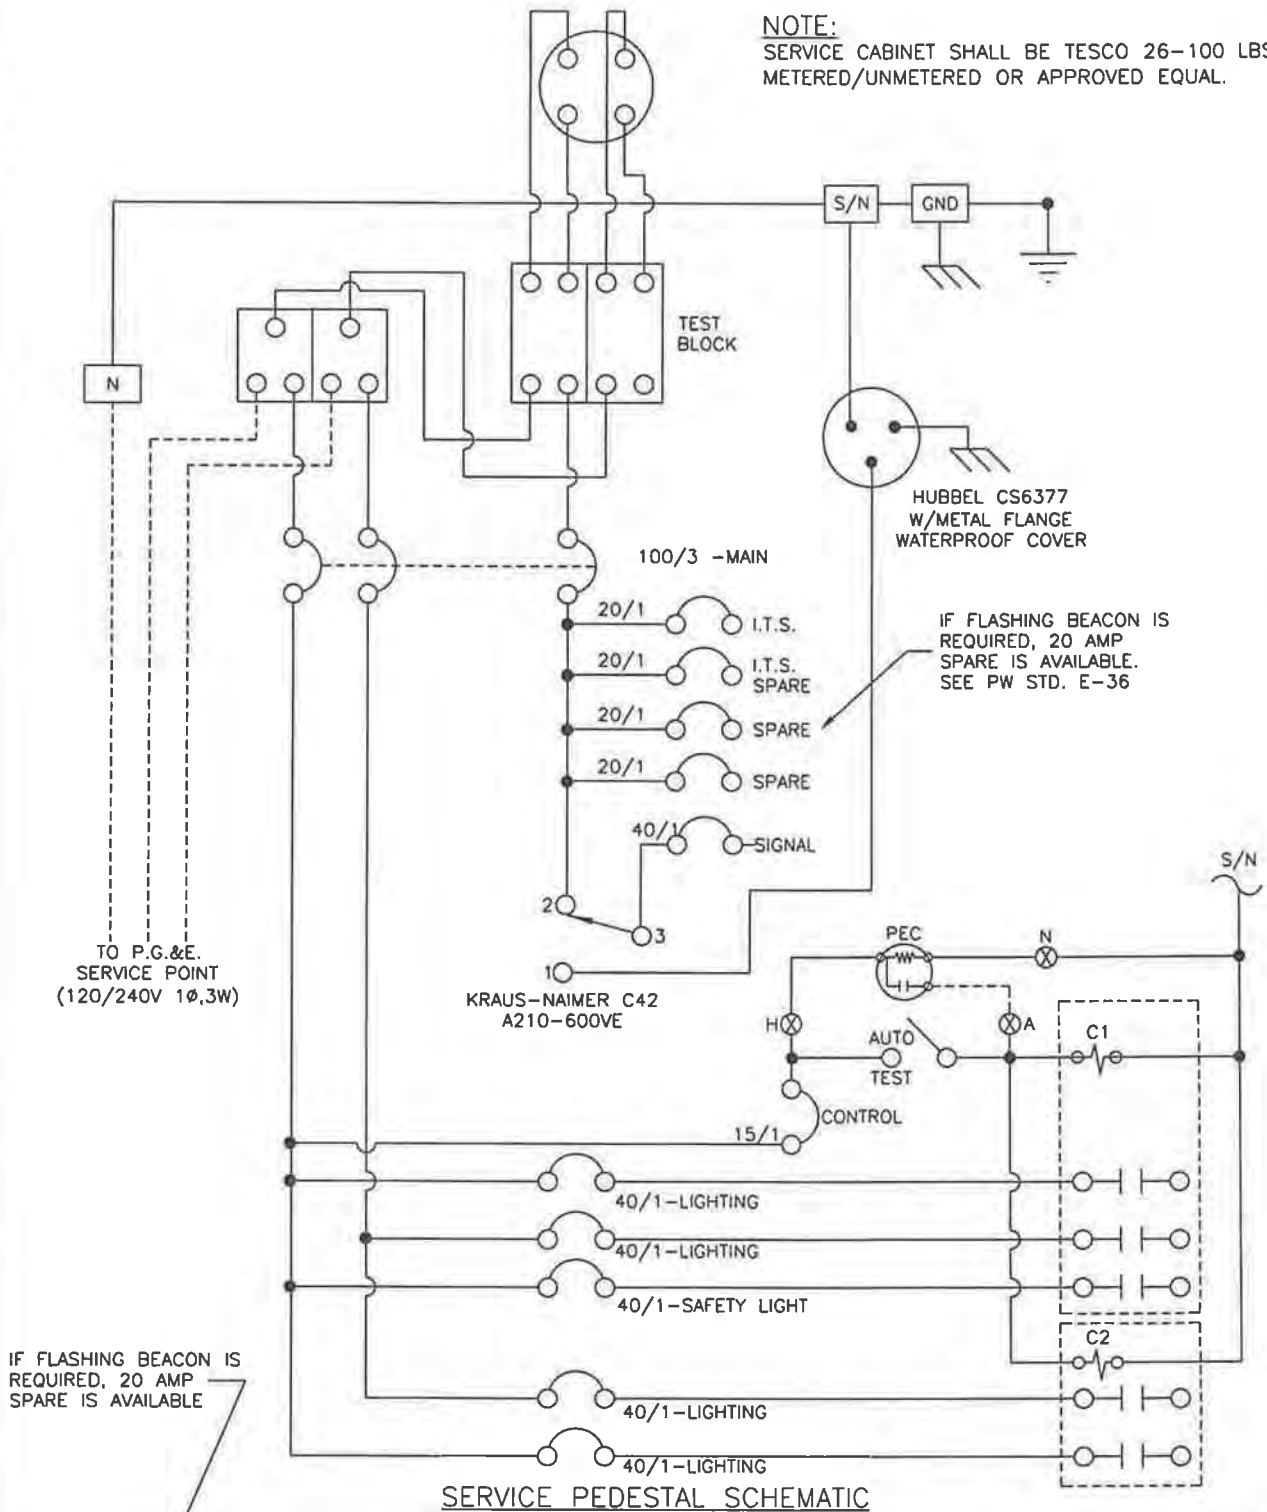 NOTE:
SERVICE CABINET SHALL BE TESCO 26-100 LBS
METERED/UNMETERED OR APPROVED EQUAL.
S/N
GND
TEST
BLOCK
N
HUBBEL CS6377
W/METAL FLANGE
WATERPROOF COVER
100/3 -MAIN
20/1
I.T.S.
20/1
I.T.S.
SPARE
20/1
SPARE
20/1
SPARE
IF FLASHING BEACON IS
REQUIRED, 20 AMP
SPARE IS AVAILABLE.
SEE PW STD. E-36
40/1
SIGNAL
2
3
1
KRAUS-NAIMER C42
A210-600VE
TO P.G.&E.
SERVICE POINT
(120/240V 1Ø,3W)
S/N
PEC
N
H
A
AUTO
TEST
C1
CONTROL
15/1
40/1-LIGHTING
40/1-LIGHTING
40/1-SAFETY LIGHT
C2
IF FLASHING BEACON IS
REQUIRED, 20 AMP
SPARE IS AVAILABLE
40/1-LIGHTING
40/1-LIGHTING
SERVICE PEDESTAL SCHEMATIC